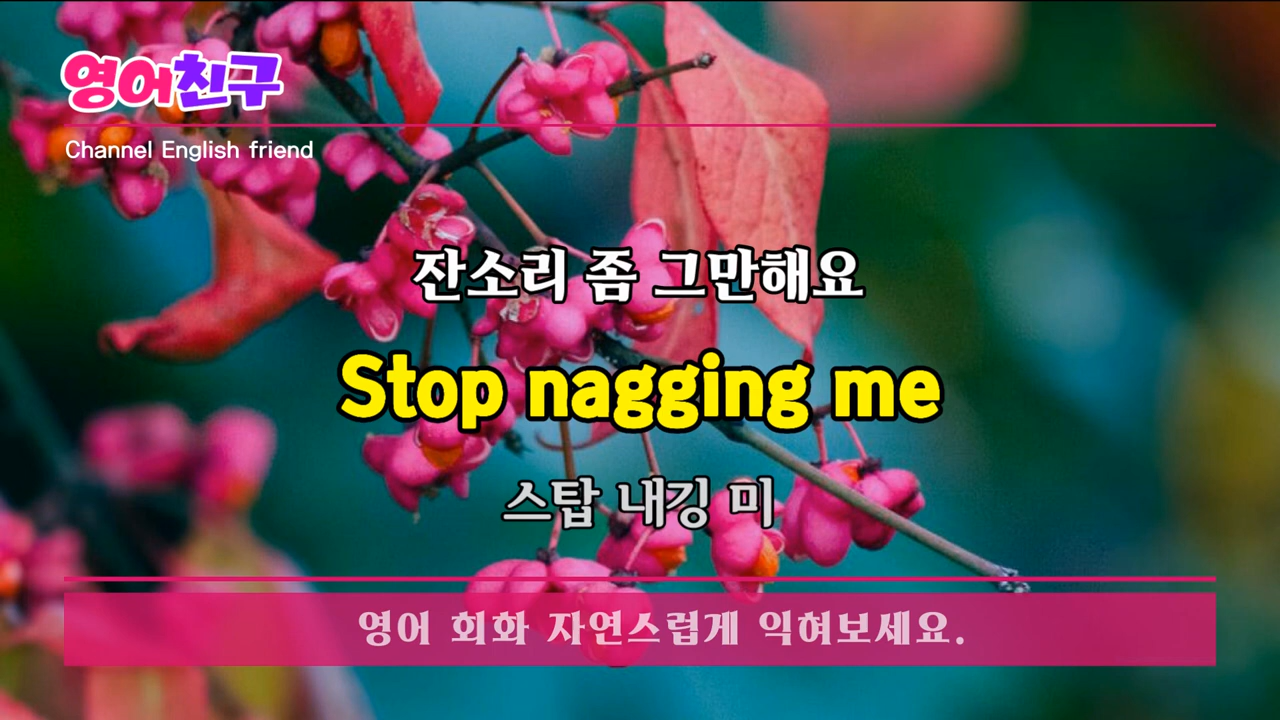 영어친구
Channel English friend
잔소리 좀 그만해요
Stop nagging me
스탑 내깅 미
영어 회화 자연스럽게 익혀보세요.